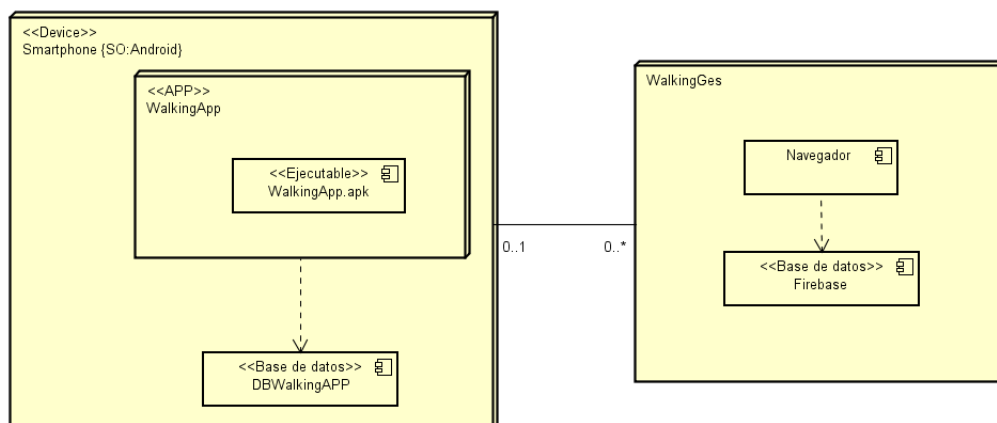 <<Device>>
Smartphone {SO:Android}
<<APP>>
WalkingApp
<<Ejecutable>>
WalkingApp.apk
<<Base de datos>>
DBWalkingAPP
0..1
0..*
WalkingGes
Navegador
<<Base de datos>>
Firebase